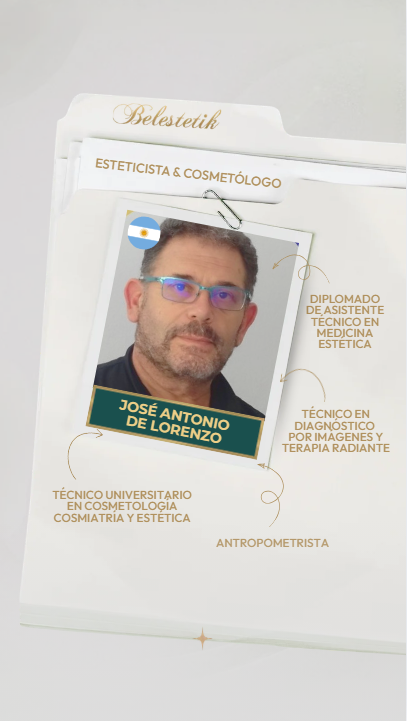 Belestetik
ESTETICISTA & COSMETÓLOGO
DIPLOMADO
DE ASISTENTE
TÉCNICO EN
MEDICINA
ESTÉTICA
TÉCNICO EN
DIAGNÓSTICO
POR IMAGENES Y
TERAPIA RADIANTE
JOSÉ ANTONIO
DE LORENZO
TÉCNICO UNIVERSITARIO
EN COSMETOLOGÍA
COSMIATRÍA Y ESTÉTICA
ANTROPOMETRISTA